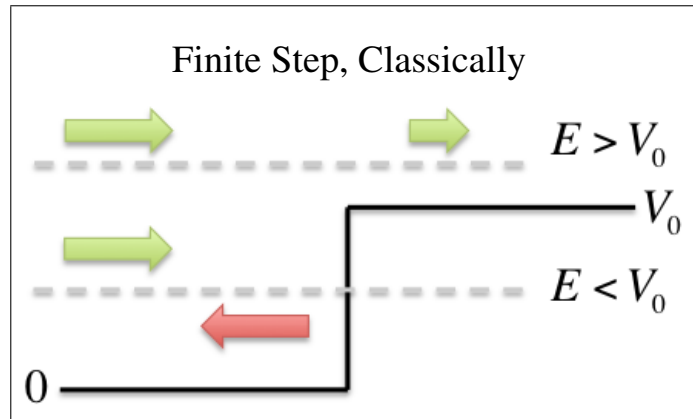 Finite Step, Classically
E > V₀
V₀
E < V₀
0